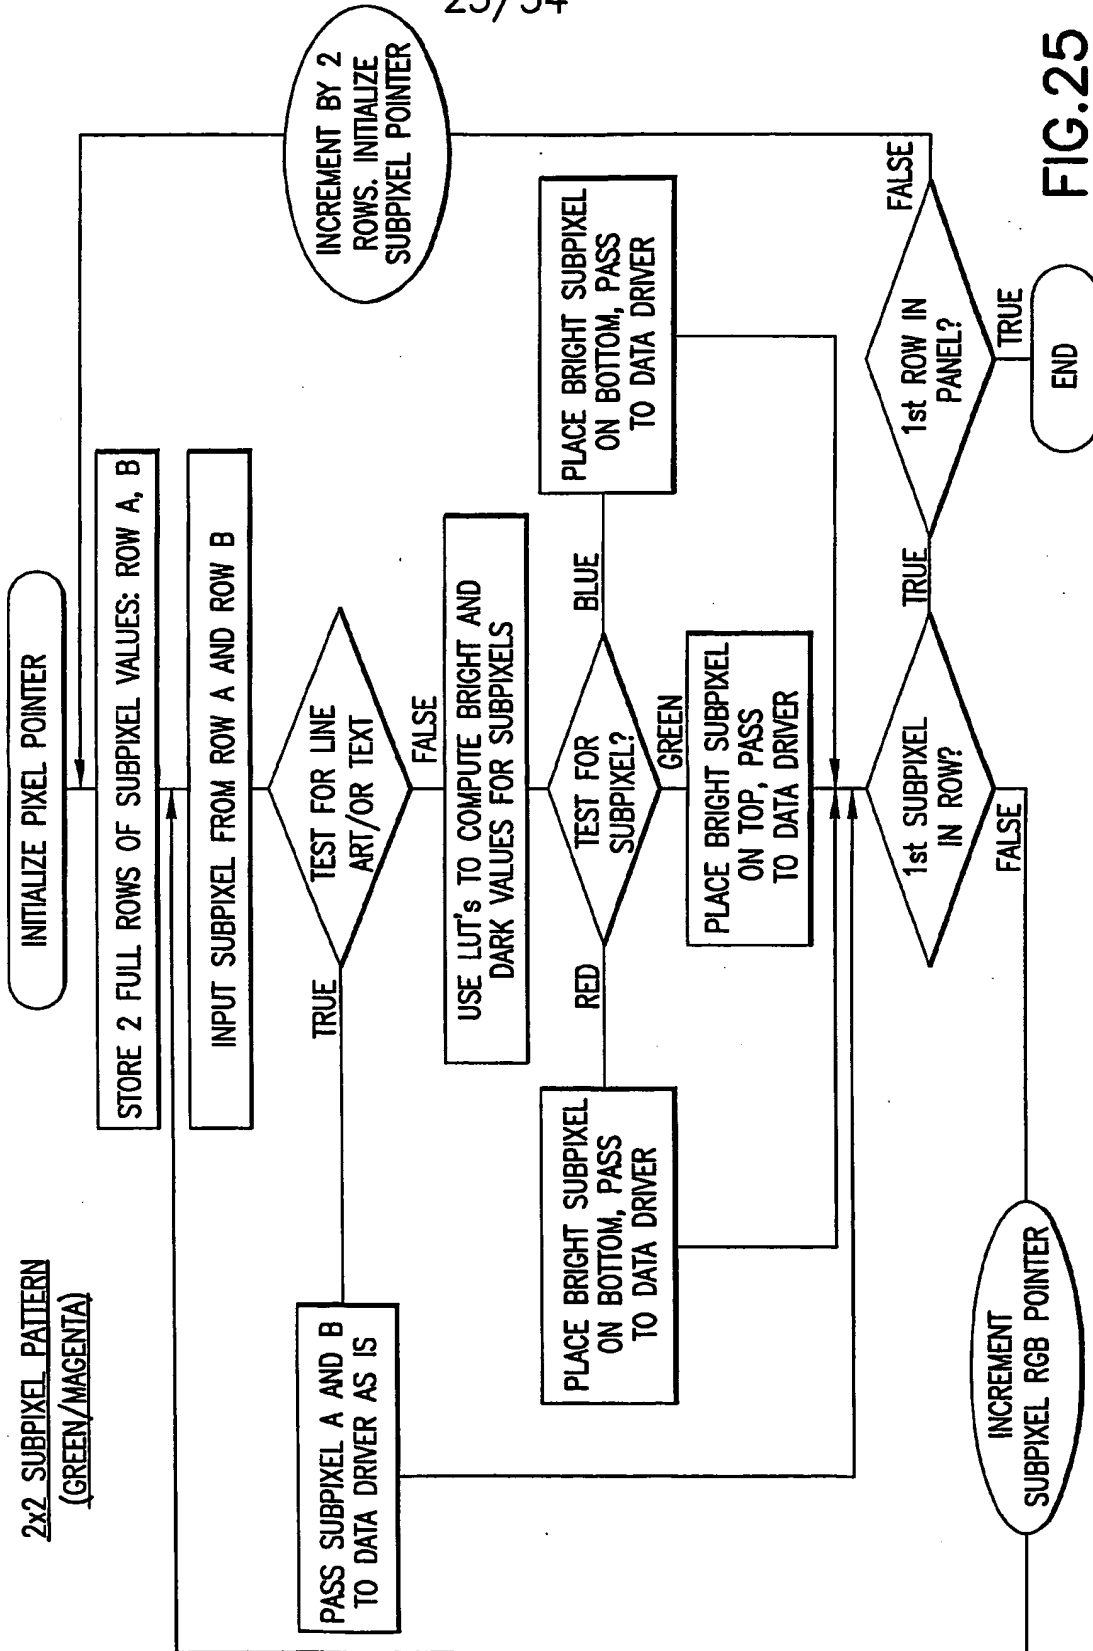 25/34
2x2 SUBPIXEL PATTERN
(GREEN/MAGENTA)
INITIALIZE PIXEL POINTER
STORE 2 FULL ROWS OF SUBPIXEL VALUES: ROW A, B
INPUT SUBPIXEL FROM ROW A AND ROW B
TEST FOR LINE
ART/OR TEXT
TRUE
FALSE
PASS SUBPIXEL A AND B
TO DATA DRIVER AS IS
USE LUT's TO COMPUTE BRIGHT AND
DARK VALUES FOR SUBPIXELS
TEST FOR
SUBPIXEL?
RED
BLUE
GREEN
PLACE BRIGHT SUBPIXEL
ON BOTTOM, PASS
TO DATA DRIVER
PLACE BRIGHT SUBPIXEL
ON TOP, PASS
TO DATA DRIVER
PLACE BRIGHT SUBPIXEL
ON BOTTOM, PASS
TO DATA DRIVER
1st SUBPIXEL
IN ROW?
TRUE
FALSE
INCREMENT
SUBPIXEL RGB POINTER
1st ROW IN
PANEL?
FALSE
TRUE
INCREMENT BY 2
ROWS. INITIALIZE
SUBPIXEL POINTER
END
FIG.25